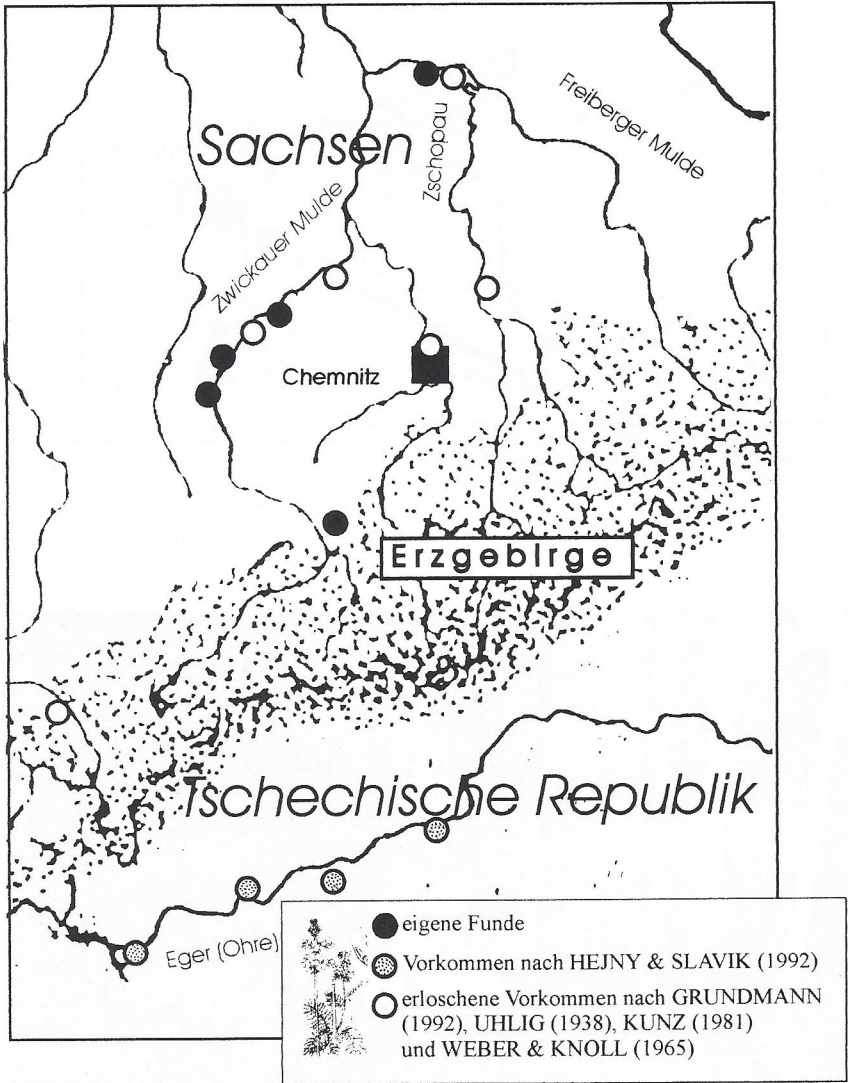 Freiberger Mulde
Zschopau
Sachsen
Zwickauer Mulde
Chemnitz
Erzgebirge
Tschechische Republik
Eger (Ohre)
eigene Funde
Vorkommen nach HEJNY & SLAVIK (1992)
erloschene Vorkommen nach GRUNDMANN
(1992), UHLIG (1938), KUNZ (1981)
und WEBER & KNOLL (1965)